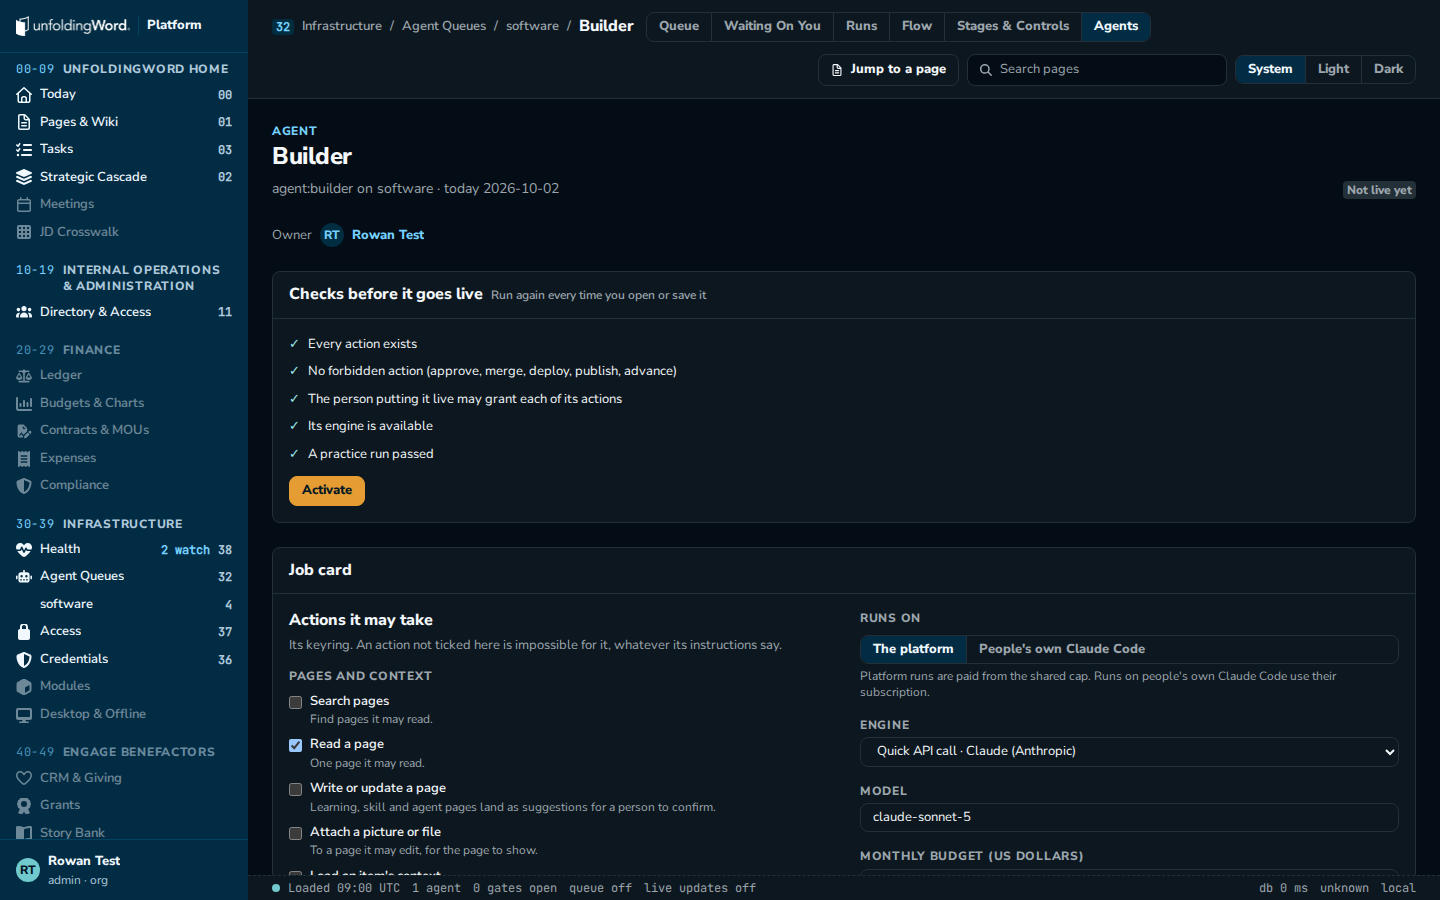 unfoldingWord. Platform
00-09 UNFOLDINGWORD HOME
Today 00
Pages & Wiki 01
Tasks 03
Strategic Cascade 02
Meetings
JD Crosswalk
10-19 INTERNAL OPERATIONS
& ADMINISTRATION
Directory & Access 11
20-29 FINANCE
Ledger
Budgets & Charts
Contracts & MOUs
Expenses
Compliance
30-39 INFRASTRUCTURE
Health 2 watch 38
Agent Queues 32
software 4
Access 37
Credentials 36
Modules
Desktop & Offline
40-49 ENGAGE BENEFACTORS
CRM & Giving
Grants
Story Bank
RT Rowan Test
admin · org
32 Infrastructure / Agent Queues / software / Builder
Queue Waiting On You Runs Flow Stages & Controls Agents
Jump to a page Search pages System Light Dark
AGENT
Builder
agent:builder on software · today 2026-10-02 Not live yet
Owner RT Rowan Test
Checks before it goes live Run again every time you open or save it
✓ Every action exists
✓ No forbidden action (approve, merge, deploy, publish, advance)
✓ The person putting it live may grant each of its actions
✓ Its engine is available
✓ A practice run passed
Activate
Job card
Actions it may take
Its keyring. An action not ticked here is impossible for it, whatever its instructions say.
PAGES AND CONTEXT
Search pages
Find pages it may read.
Read a page
One page it may read.
Write or update a page
Learning, skill and agent pages land as suggestions for a person to confirm.
Attach a picture or file
To a page it may edit, for the page to show.
Load an item's context
RUNS ON
The platform People's own Claude Code
Platform runs are paid from the shared cap. Runs on people's own Claude Code use their
subscription.
ENGINE
Quick API call · Claude (Anthropic)
MODEL
claude-sonnet-5
MONTHLY BUDGET (US DOLLARS)
Loaded 09:00 UTC 1 agent 0 gates open queue off live updates off db 0 ms unknown local